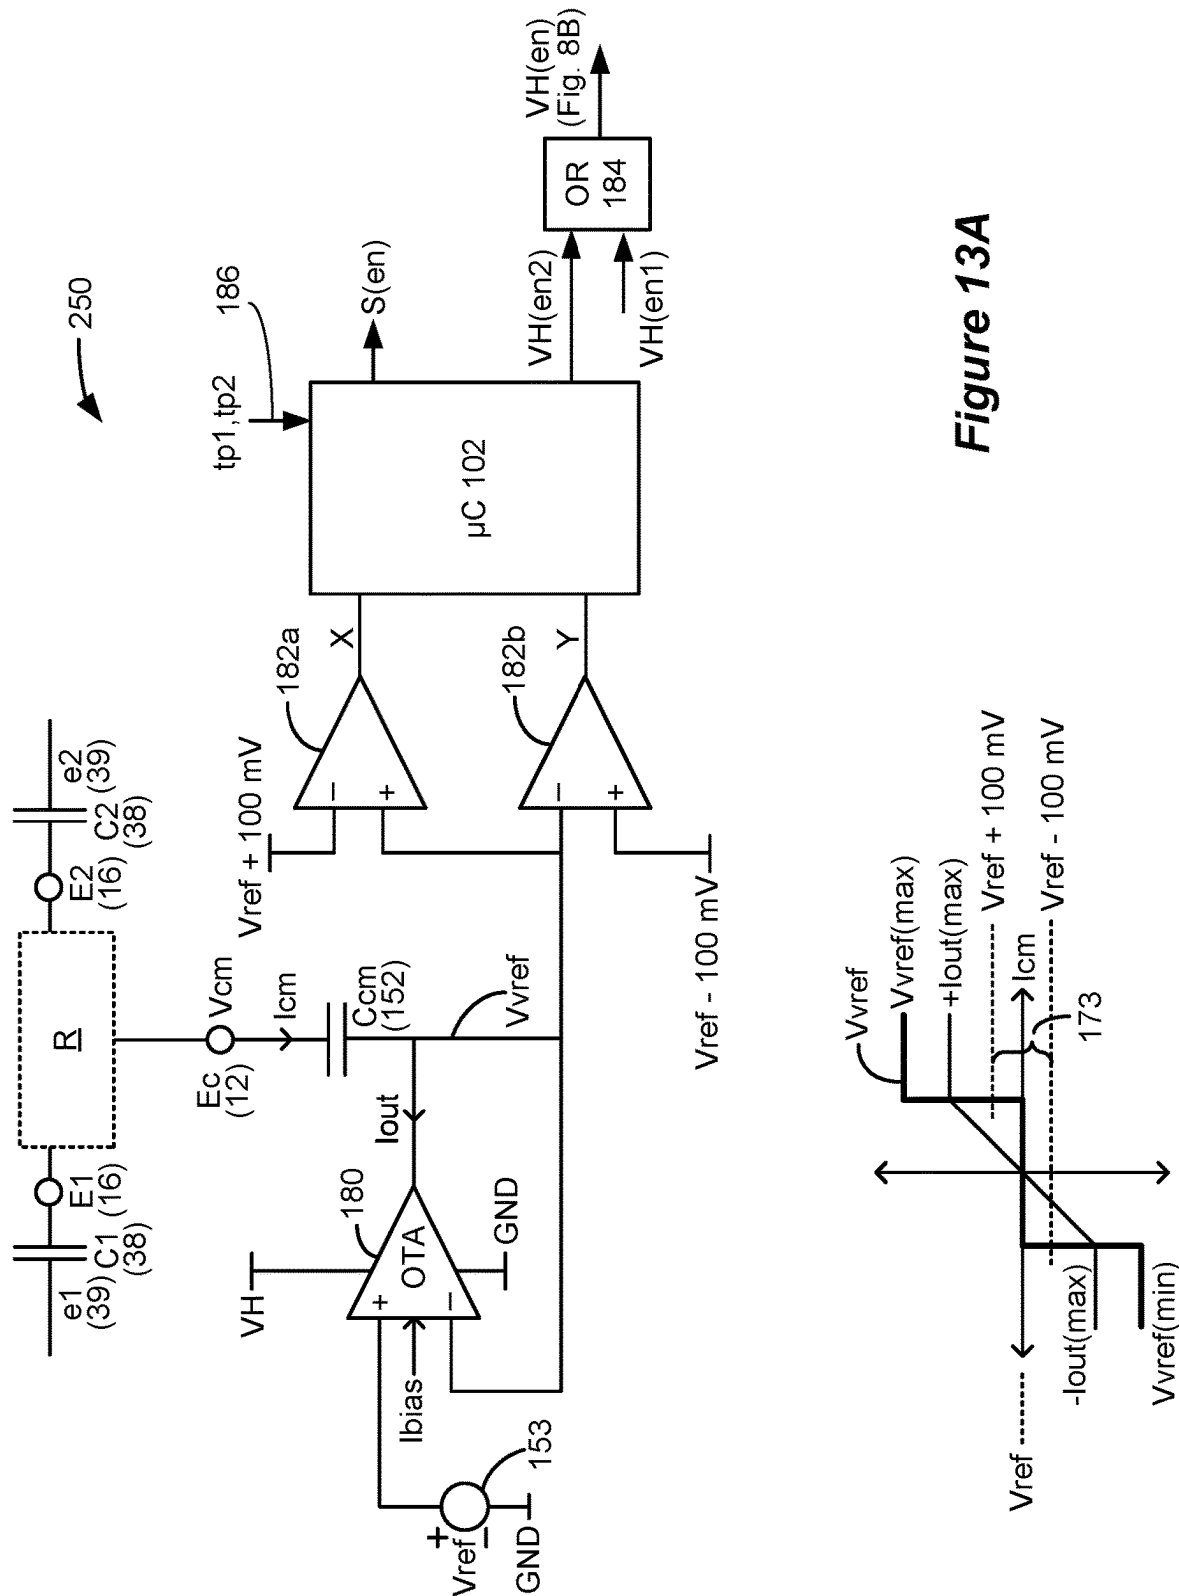 250
e1
(39)
C1
(38)
E1
(16)
R
E2
(16)
C2
(38)
e2
(39)
Ec
(12)
Vcm
Icm
Ccm
(152)
Vvref
VH
180
Iout
+
OTA
−
Ibias
GND
+
Vref
−
153
GND
Vref + 100 mV
182a
−
+
X
182b
−
+
Y
Vref - 100 mV
tp1,tp2
186
µC 102
S(en)
VH(en2)
VH(en1)
OR
184
VH(en)
(Fig. 8B)
Vvref
Vvref(max)
+Iout(max)
Vref + 100 mV
Icm
Vref - 100 mV
173
Vref
-Iout(max)
Vvref(min)
Figure 13A